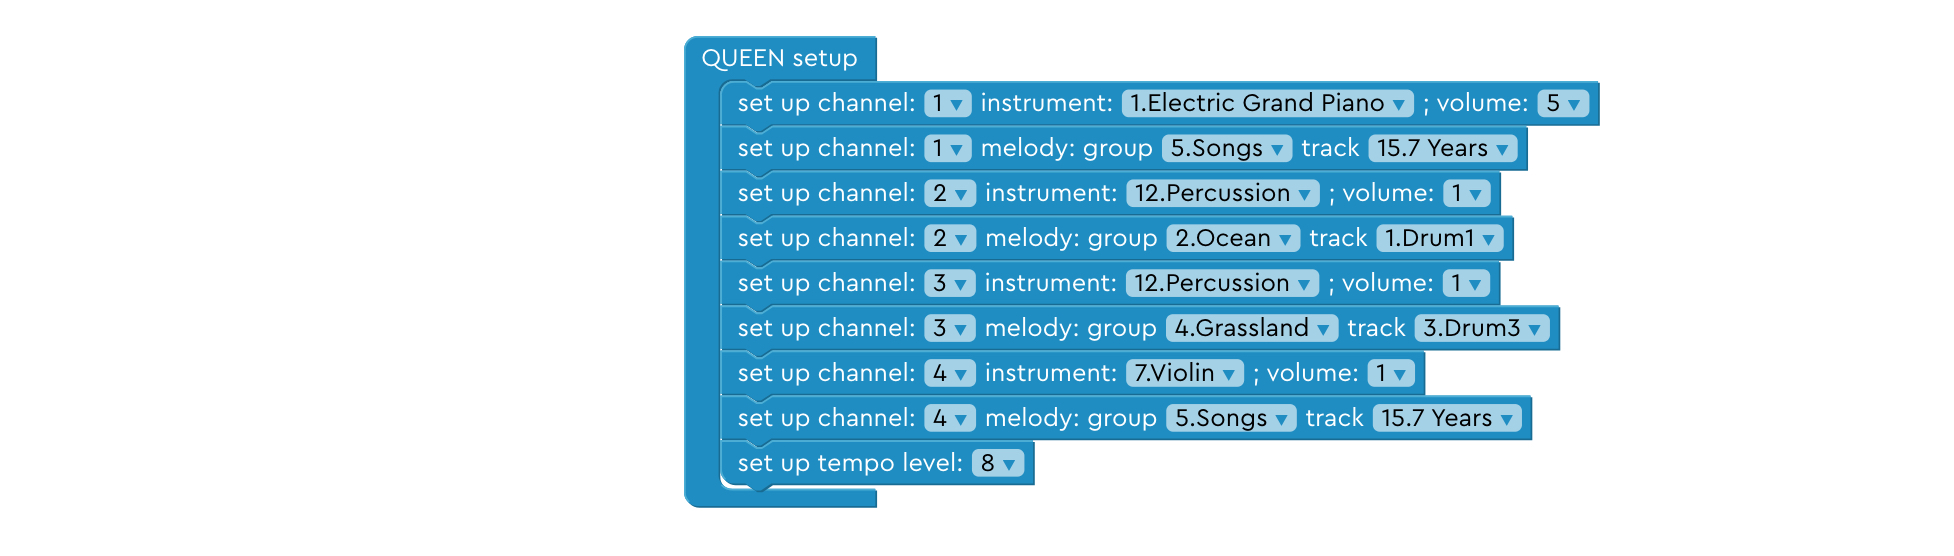 QUEEN setup
set up channel: 1 ▼ instrument: 1.Electric Grand Piano ▼ ; volume: 5 ▼
set up channel: 1 ▼ melody: group 5.Songs ▼ track 15.7 Years ▼
set up channel: 2 ▼ instrument: 12.Percussion ▼ ; volume: 1 ▼
set up channel: 2 ▼ melody: group 2.Ocean ▼ track 1.Drum1 ▼
set up channel: 3 ▼ instrument: 12.Percussion ▼ ; volume: 1 ▼
set up channel: 3 ▼ melody: group 4.Grassland ▼ track 3.Drum3 ▼
set up channel: 4 ▼ instrument: 7.Violin ▼ ; volume: 1 ▼
set up channel: 4 ▼ melody: group 5.Songs ▼ track 15.7 Years ▼
set up tempo level: 8 ▼